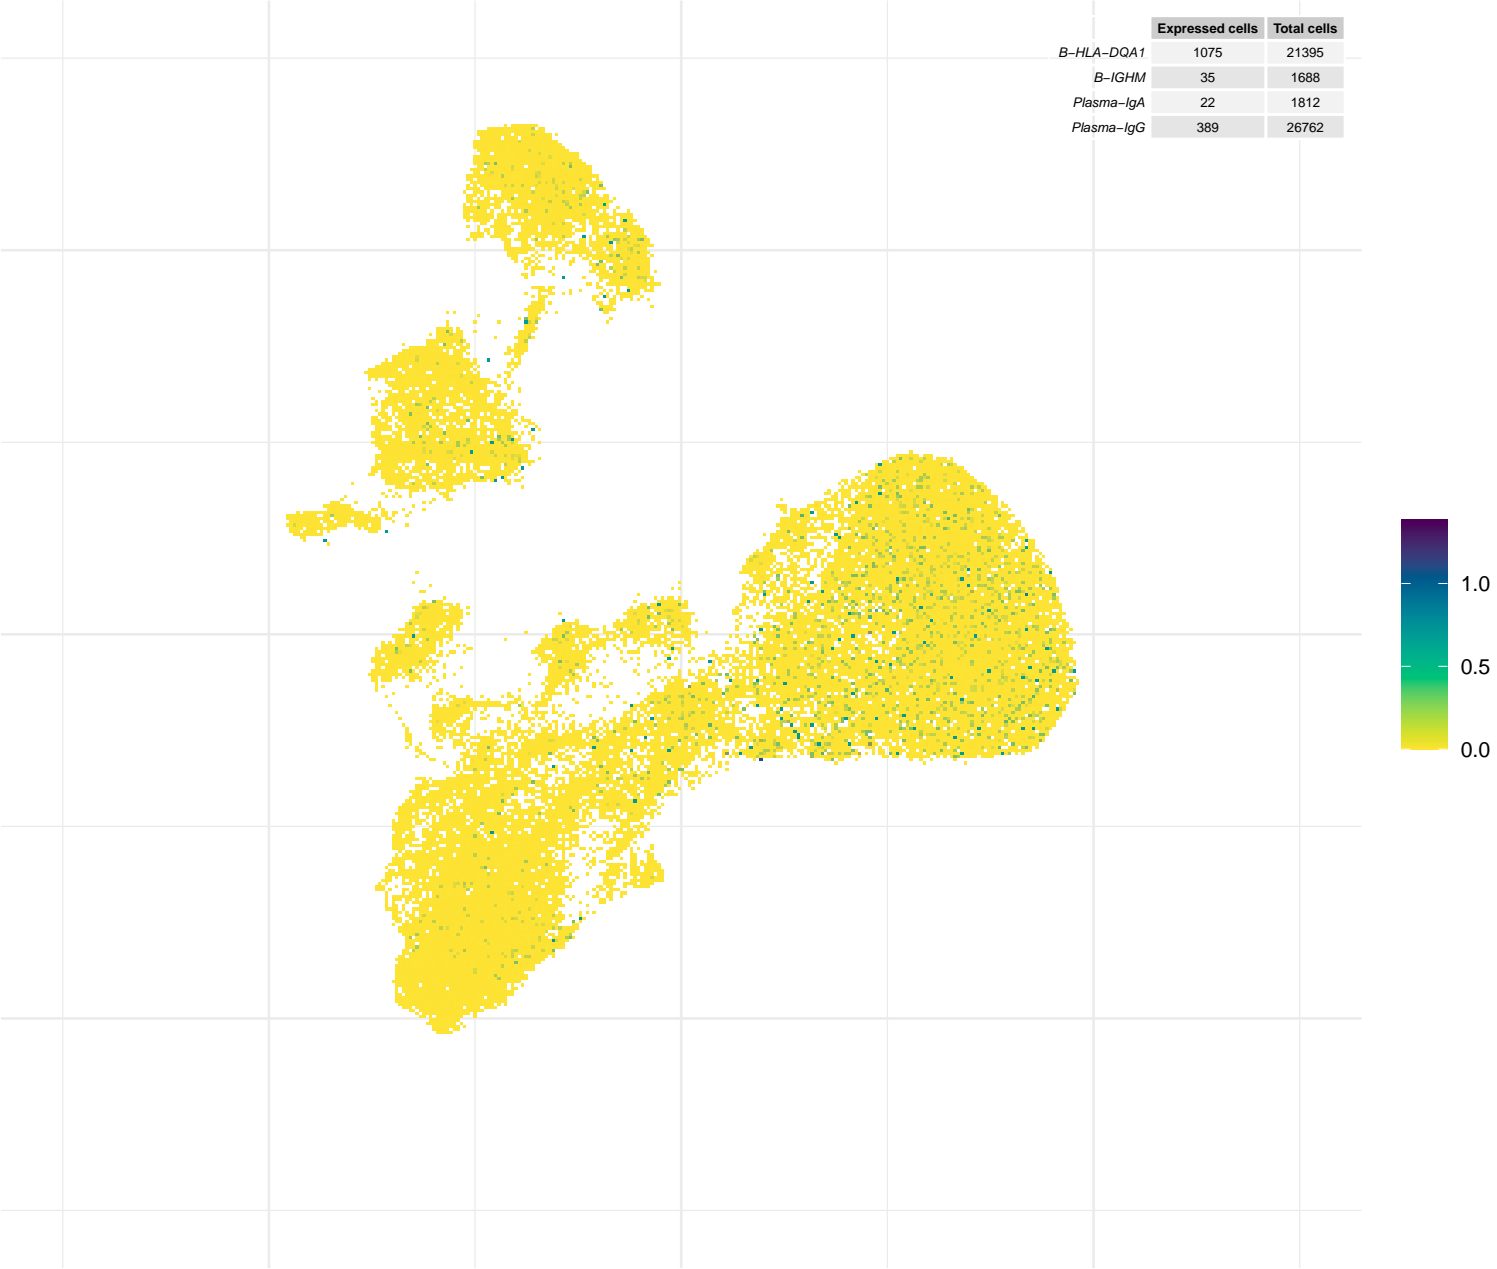 Expressed cells Total cells
B−HLA−DQA1 1075 21395
B−IGHM 35 1688
Plasma−IgA 22 1812
Plasma−IgG 389 26762
1.0
0.5
0.0